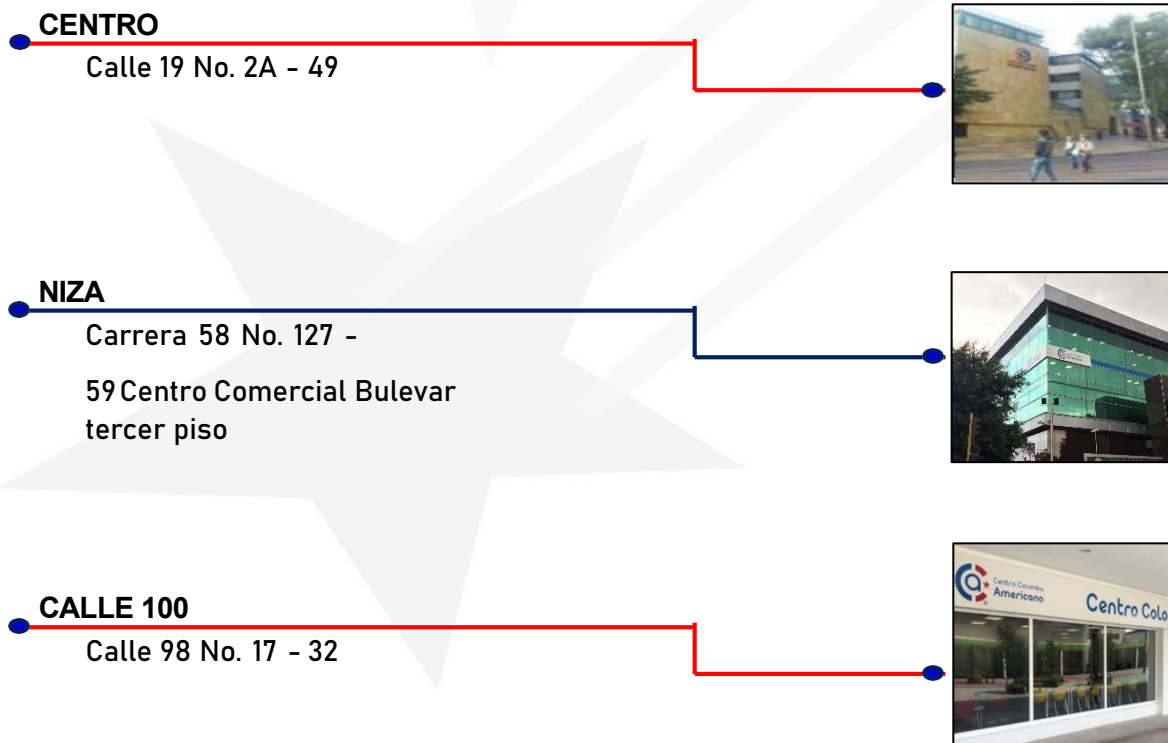 CENTRO
Calle 19 No. 2A - 49
NIZA
Carrera 58 No. 127 -
59 Centro Comercial Bulevar
tercer piso
CALLE 100
Calle 98 No. 17 - 32
Centro Colombo
Americano
Centro Colo